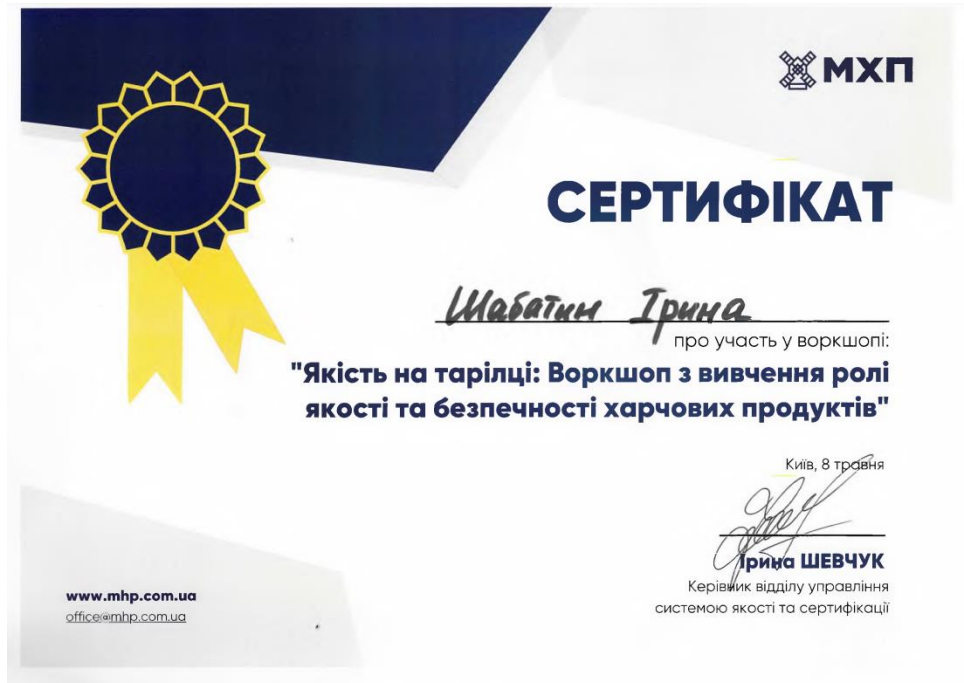 МХП
СЕРТИФІКАТ
Шабатин Ірина
про участь у воркшопі:
"Якість на тарілці: Воркшоп з вивчення ролі
якості та безпечності харчових продуктів"
Київ, 8 травня
Ірина ШЕВЧУК
Керівник відділу управління
системою якості та сертифікації
www.mhp.com.ua
office@mhp.com.ua